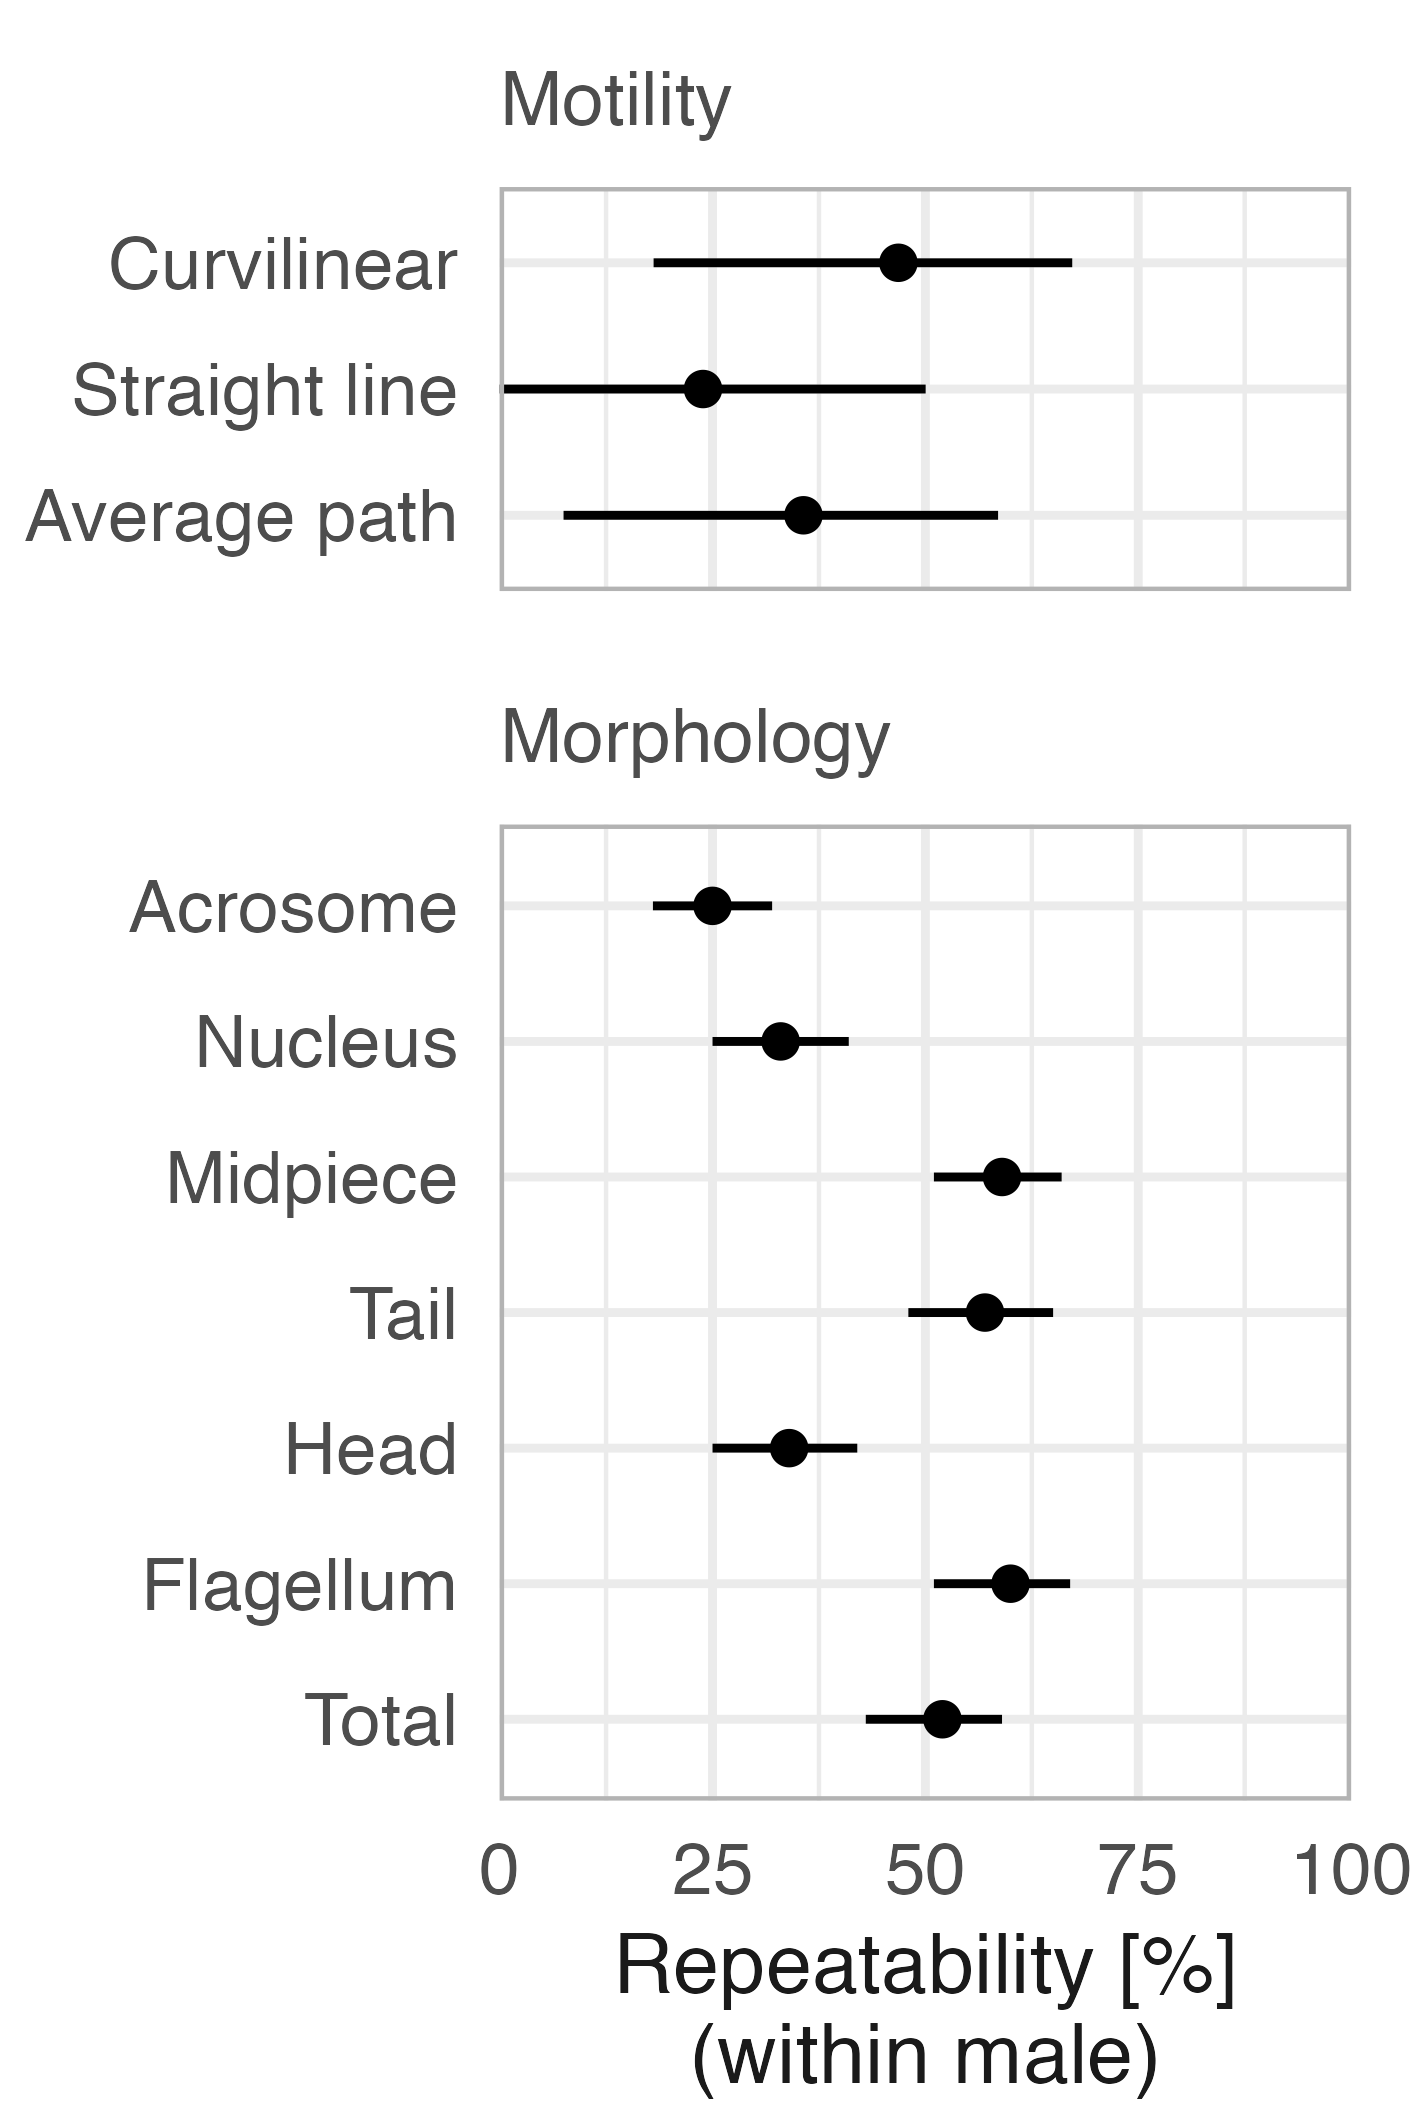 Motility
Curvilinear
Straight line
Average path
Morphology
Acrosome
Nucleus
Midpiece
Tail
Head
Flagellum
Total
0 25 50 75 100
Repeatability [%]
(within male)